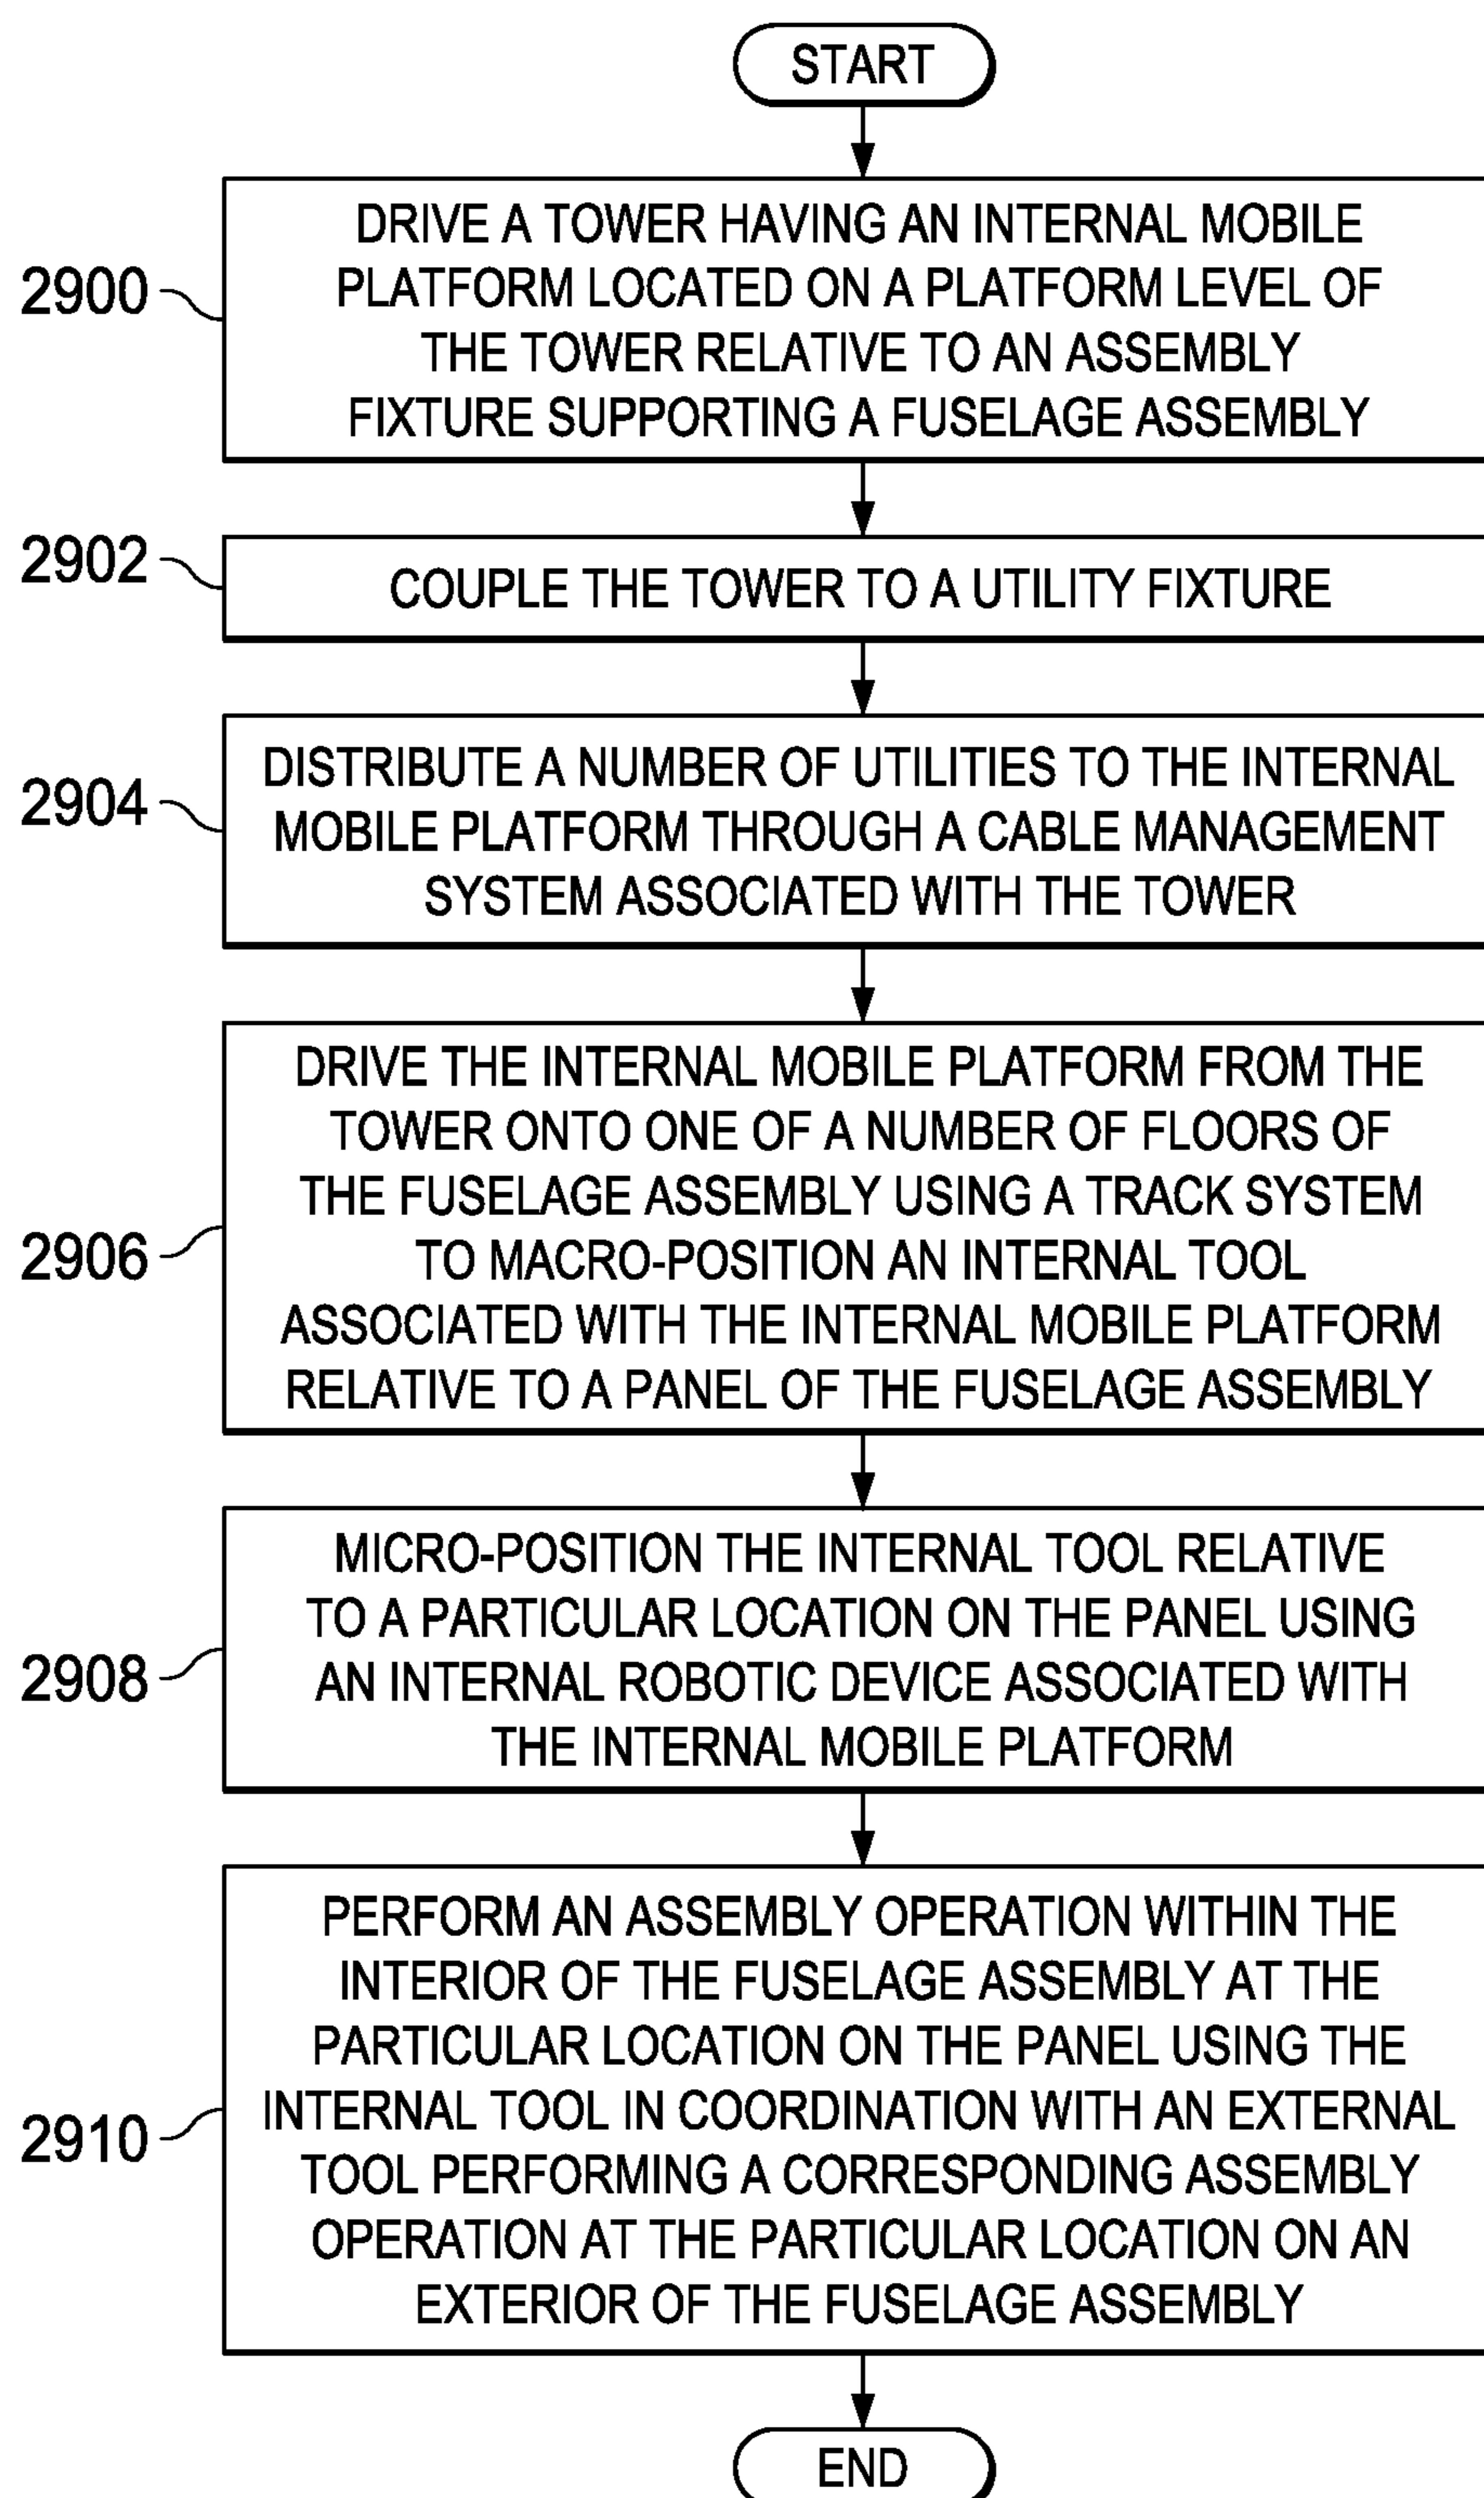 START
2900
DRIVE A TOWER HAVING AN INTERNAL MOBILE
PLATFORM LOCATED ON A PLATFORM LEVEL OF
THE TOWER RELATIVE TO AN ASSEMBLY
FIXTURE SUPPORTING A FUSELAGE ASSEMBLY
2902
COUPLE THE TOWER TO A UTILITY FIXTURE
2904
DISTRIBUTE A NUMBER OF UTILITIES TO THE INTERNAL
MOBILE PLATFORM THROUGH A CABLE MANAGEMENT
SYSTEM ASSOCIATED WITH THE TOWER
2906
DRIVE THE INTERNAL MOBILE PLATFORM FROM THE
TOWER ONTO ONE OF A NUMBER OF FLOORS OF
THE FUSELAGE ASSEMBLY USING A TRACK SYSTEM
TO MACRO-POSITION AN INTERNAL TOOL
ASSOCIATED WITH THE INTERNAL MOBILE PLATFORM
RELATIVE TO A PANEL OF THE FUSELAGE ASSEMBLY
2908
MICRO-POSITION THE INTERNAL TOOL RELATIVE
TO A PARTICULAR LOCATION ON THE PANEL USING
AN INTERNAL ROBOTIC DEVICE ASSOCIATED WITH
THE INTERNAL MOBILE PLATFORM
2910
PERFORM AN ASSEMBLY OPERATION WITHIN THE
INTERIOR OF THE FUSELAGE ASSEMBLY AT THE
PARTICULAR LOCATION ON THE PANEL USING THE
INTERNAL TOOL IN COORDINATION WITH AN EXTERNAL
TOOL PERFORMING A CORRESPONDING ASSEMBLY
OPERATION AT THE PARTICULAR LOCATION ON AN
EXTERIOR OF THE FUSELAGE ASSEMBLY
END